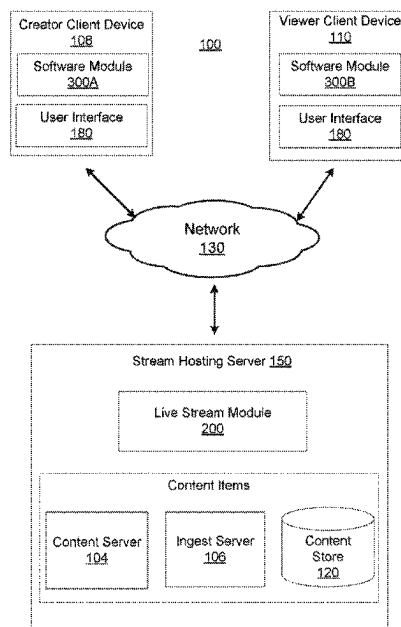 Creator Client Device
108
Software Module
300A
User Interface
180
100
Viewer Client Device
110
Software Module
300B
User Interface
180
Network
130
Stream Hosting Server 150
Live Stream Module
200
Content Items
Content Server
104
Ingest Server
106
Content
Store
120